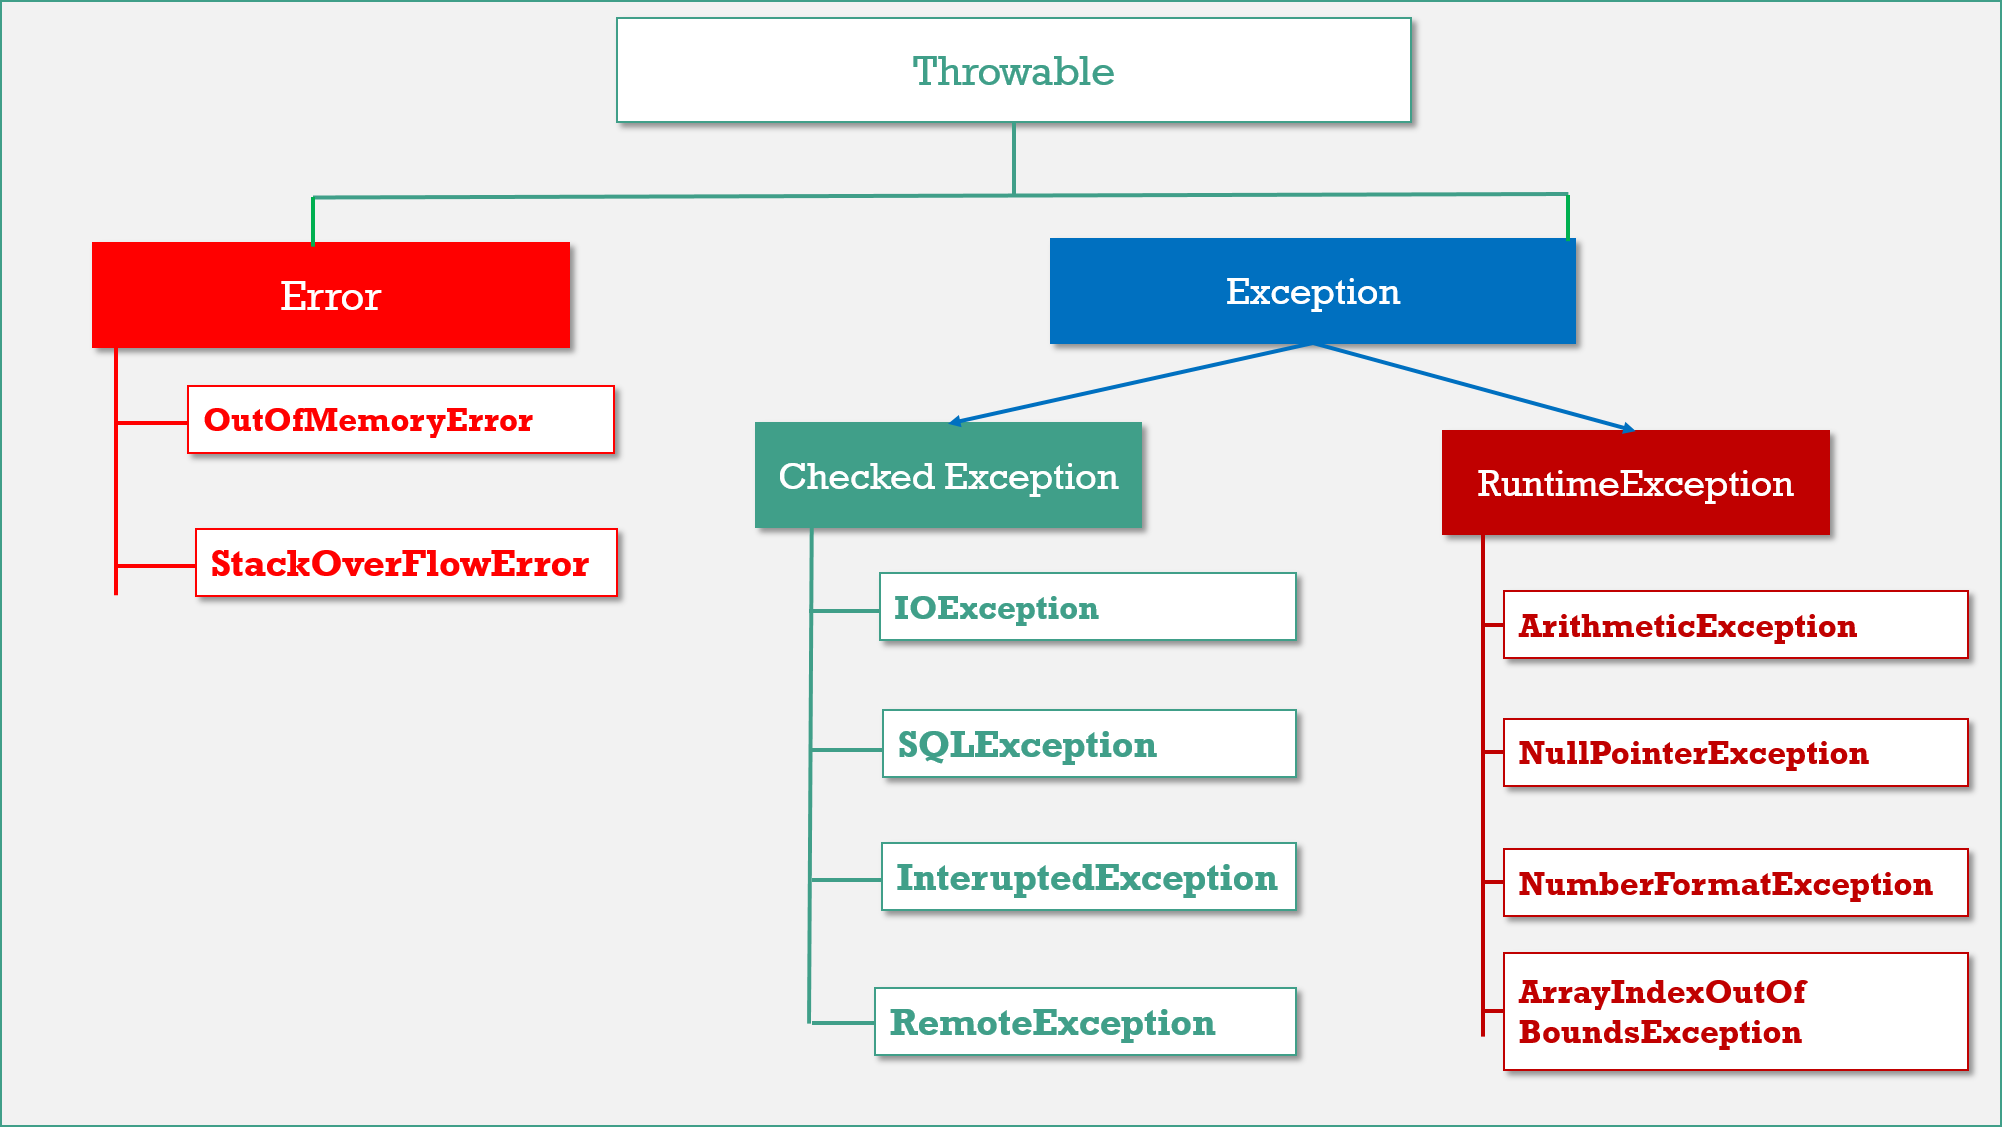 Throwable
Error
Exception
OutOfMemoryError
StackOverFlowError
Checked Exception
IOException
SQLException
InteruptedException
RemoteException
RuntimeException
ArithmeticException
NullPointerException
NumberFormatException
ArrayIndexOutOf
BoundsException